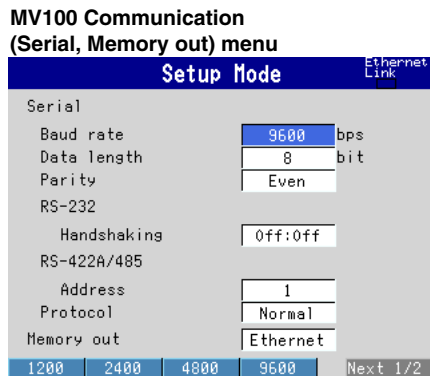 MV100 Communication
(Serial, Memory out) menu
Setup Mode
Ethernet
Link
Serial
Baud rate 9600 bps
Data length 8 bit
Parity Even
RS-232
Handshaking Off:Off
RS-422A/485
Address 1
Protocol Normal
Memory out Ethernet
1200 2400 4800 9600 Next 1/2